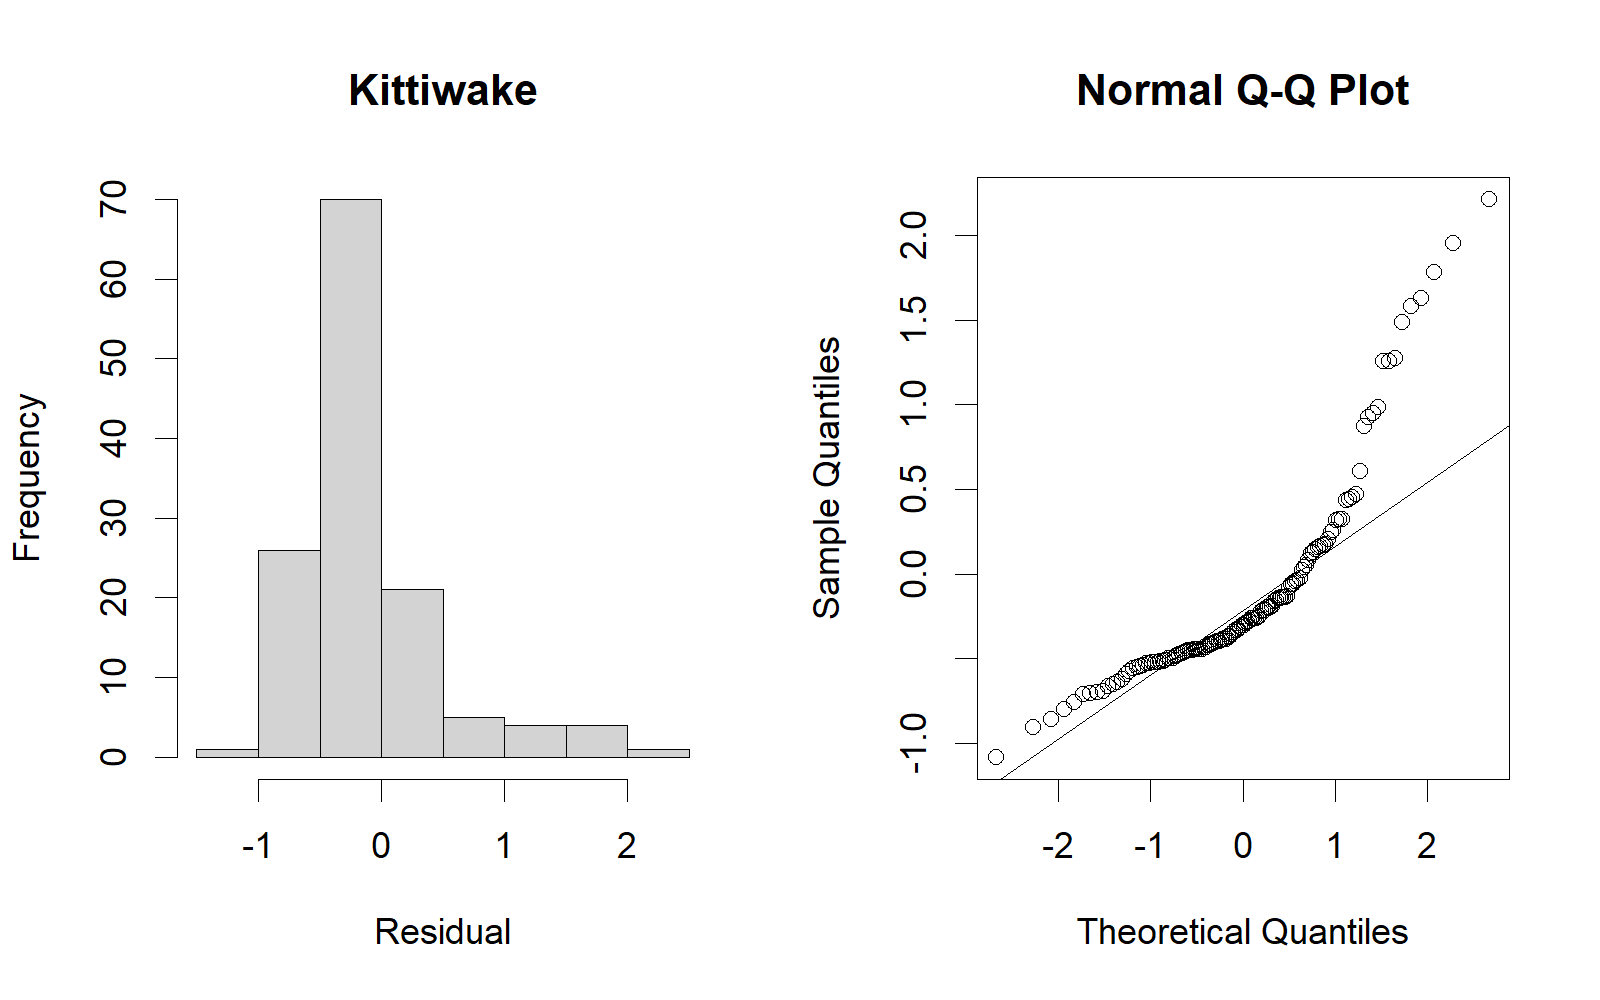 Kittiwake
Frequency
0 10 20 30 40 50 60 70
-1 0 1 2
Residual
Normal Q-Q Plot
Sample Quantiles
-1.0 0.0 0.5 1.0 1.5 2.0
-2 -1 0 1 2
Theoretical Quantiles